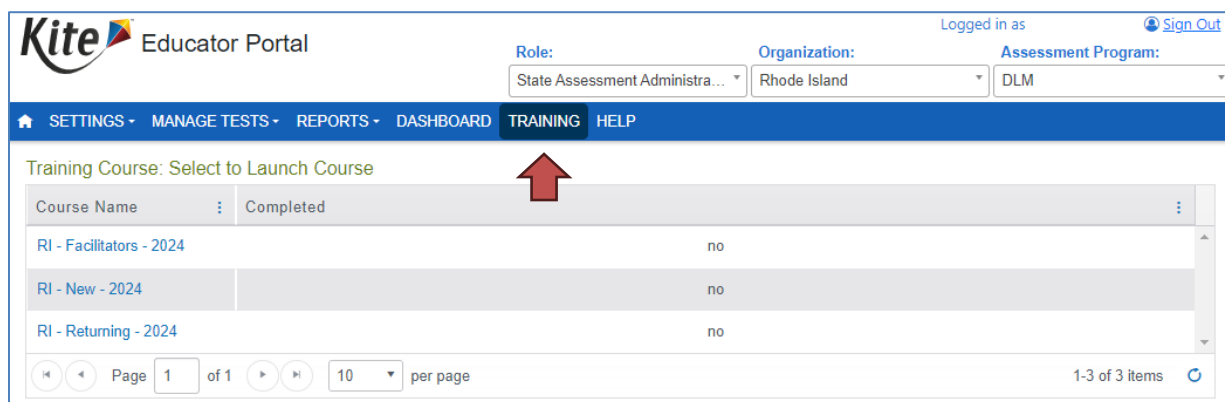 Kite Educator Portal
Logged in as Sign Out
Role: Organization: Assessment Program:
State Assessment Administra... Rhode Island DLM
SETTINGS MANAGE TESTS REPORTS DASHBOARD TRAINING HELP
Training Course: Select to Launch Course
Course Name Completed
RI - Facilitators - 2024 no
RI - New - 2024 no
RI - Returning - 2024 no
Page 1 of 1 10 per page 1-3 of 3 items